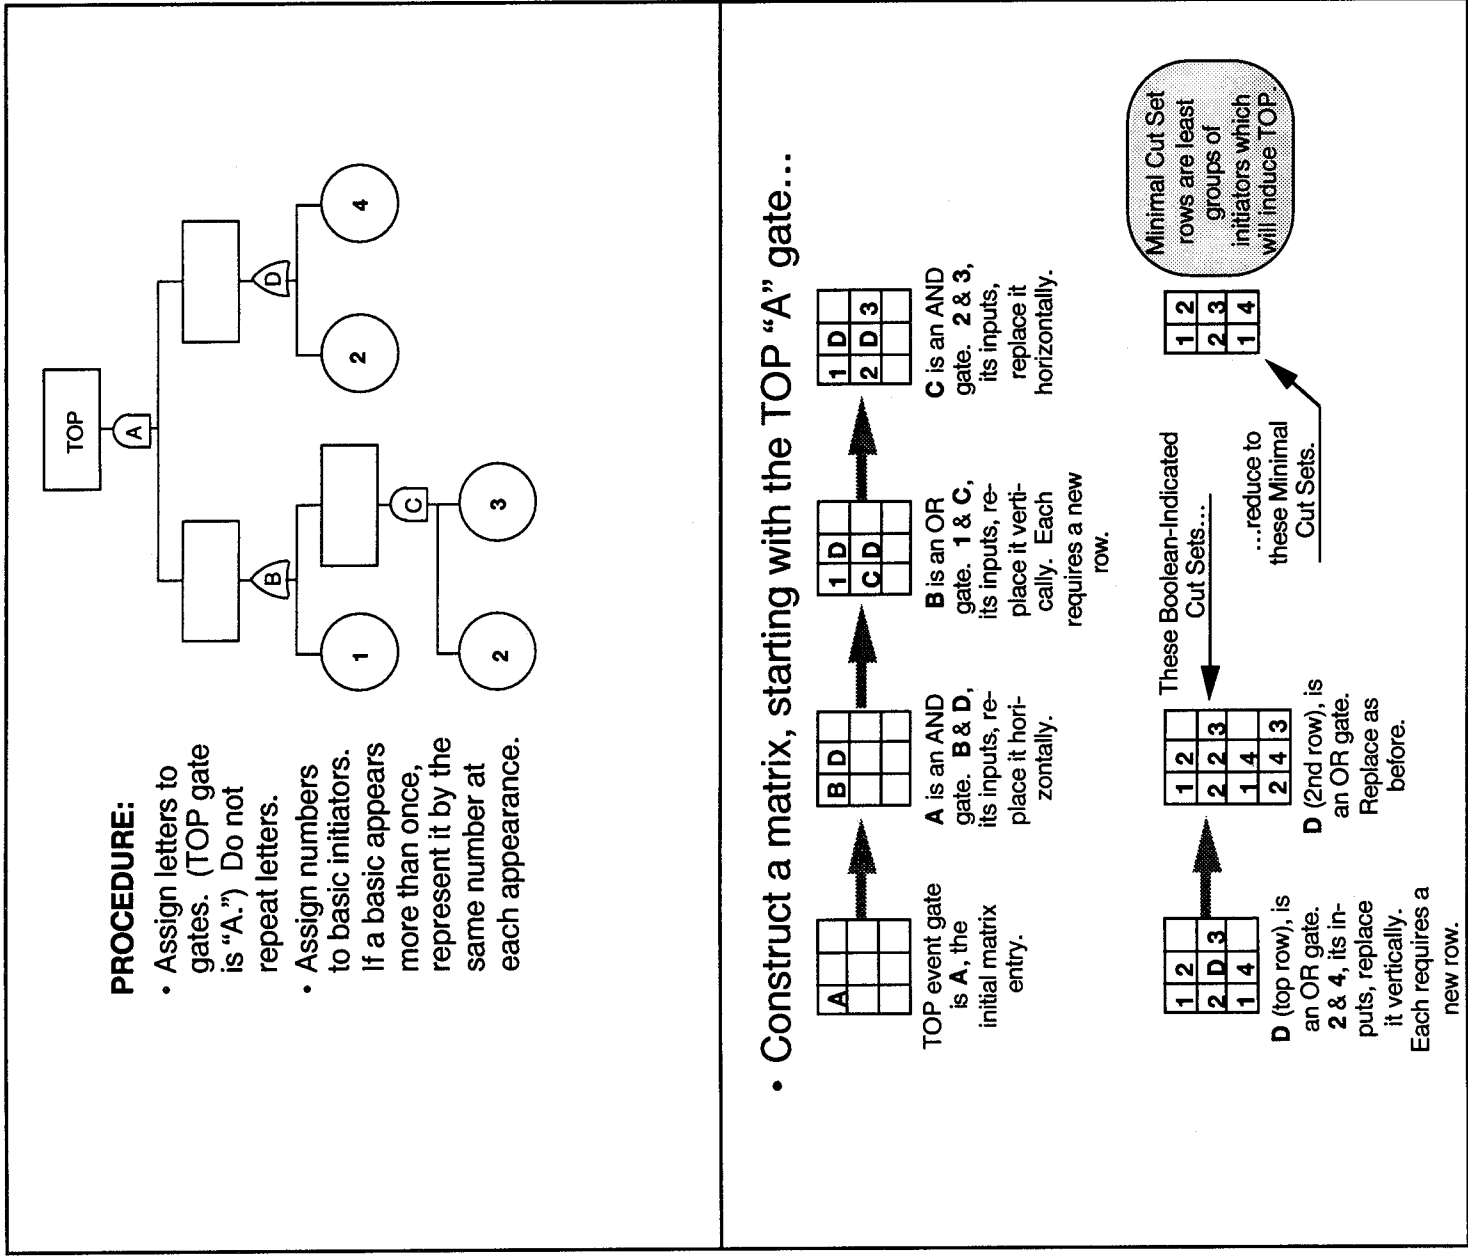 PROCEDURE:
• Assign letters to
gates. (TOP gate
is “A.”) Do not
repeat letters.
• Assign numbers
to basic initiators.
If a basic appears
more than once,
represent it by the
same number at
each appearance.
TOP
A
B
D
1
C
2
4
2
3
• Construct a matrix, starting with the TOP “A” gate...
A
TOP event gate
is A, the
initial matrix
entry.
B D
A is an AND
gate. B & D,
its inputs, re-
place it hori-
zontally.
1 D
C D
B is an OR
gate. 1 & C,
its inputs, re-
place it verti-
cally. Each
requires a new
row.
1 D
2 D 3
C is an AND
gate. 2 & 3,
its inputs,
replace it
horizontally.
1 2
2 D 3
1 4
D (top row), is
an OR gate.
2 & 4, its in-
puts, replace
it vertically.
Each requires a
new row.
1 2
2 2 3
1 4
2 4 3
D (2nd row), is
an OR gate.
Replace as
before.
These Boolean-Indicated
Cut Sets...
...reduce to
these Minimal
Cut Sets.
1 2
2 3
1 4
Minimal Cut Set
rows are least
groups of
initiators which
will induce TOP.